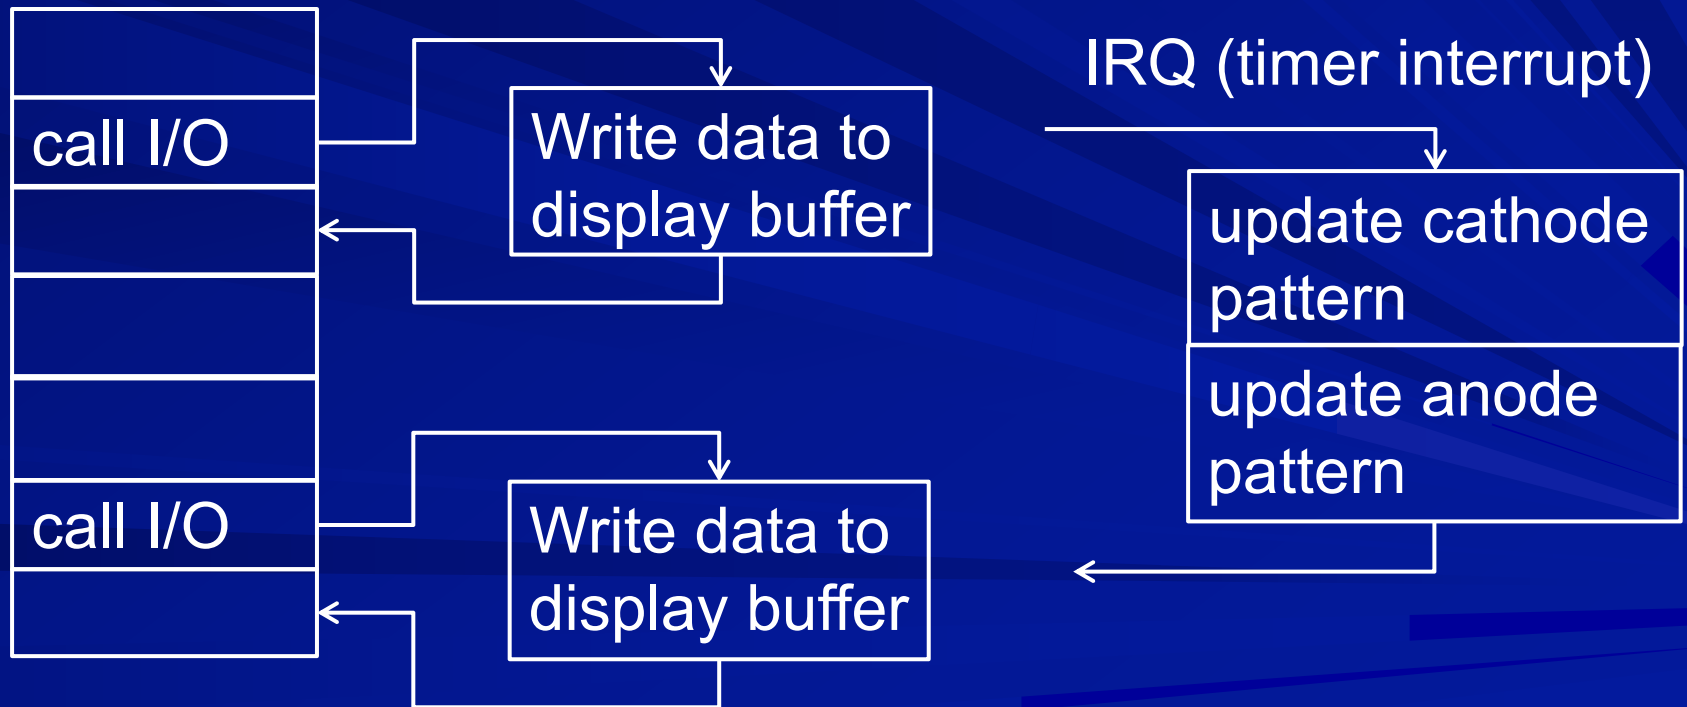 call I/O
Write data to
display buffer
call I/O
Write data to
display buffer
IRQ (timer interrupt)
update cathode
pattern
update anode
pattern